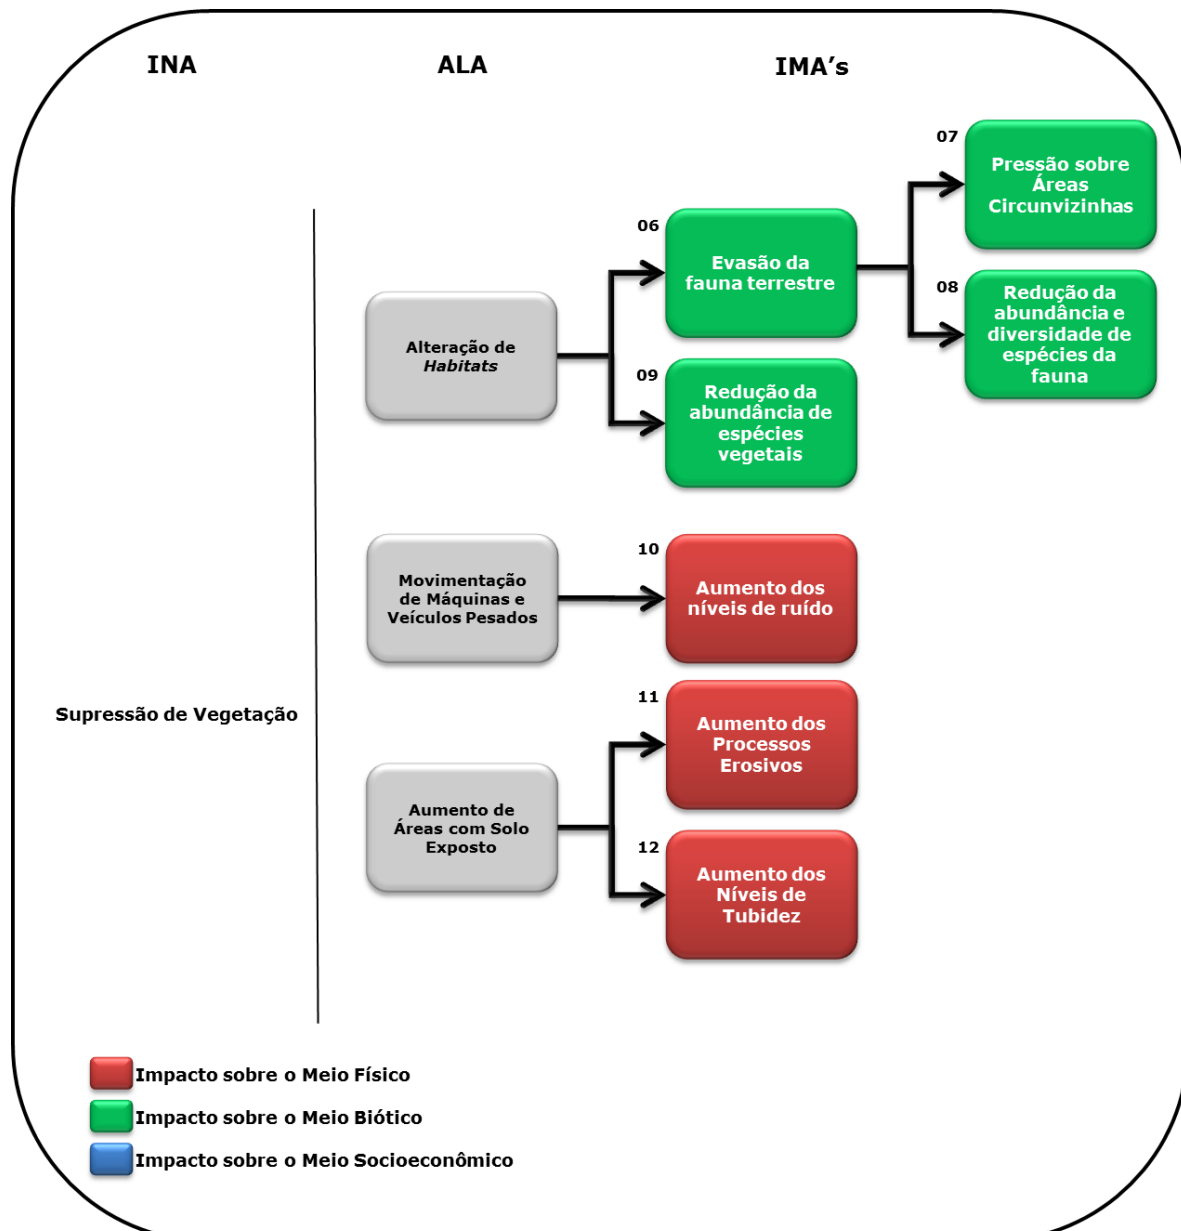 INA
ALA
IMA's
07
Pressão sobre
Áreas
Circunvizinhas
06
Evasão da
fauna terrestre
08
Redução da
abundância e
diversidade de
espécies da
fauna
Alteração de
Habitats
09
Redução da
abundância de
espécies
vegetais
10
Movimentação
de Máquinas e
Veículos Pesados
Aumento dos
níveis de ruído
11
Aumento dos
Processos
Erosivos
Supressão de Vegetação
Aumento de
Áreas com Solo
Exposto
12
Aumento dos
Níveis de
Tubidez
Impacto sobre o Meio Físico
Impacto sobre o Meio Biótico
Impacto sobre o Meio Socioeconômico